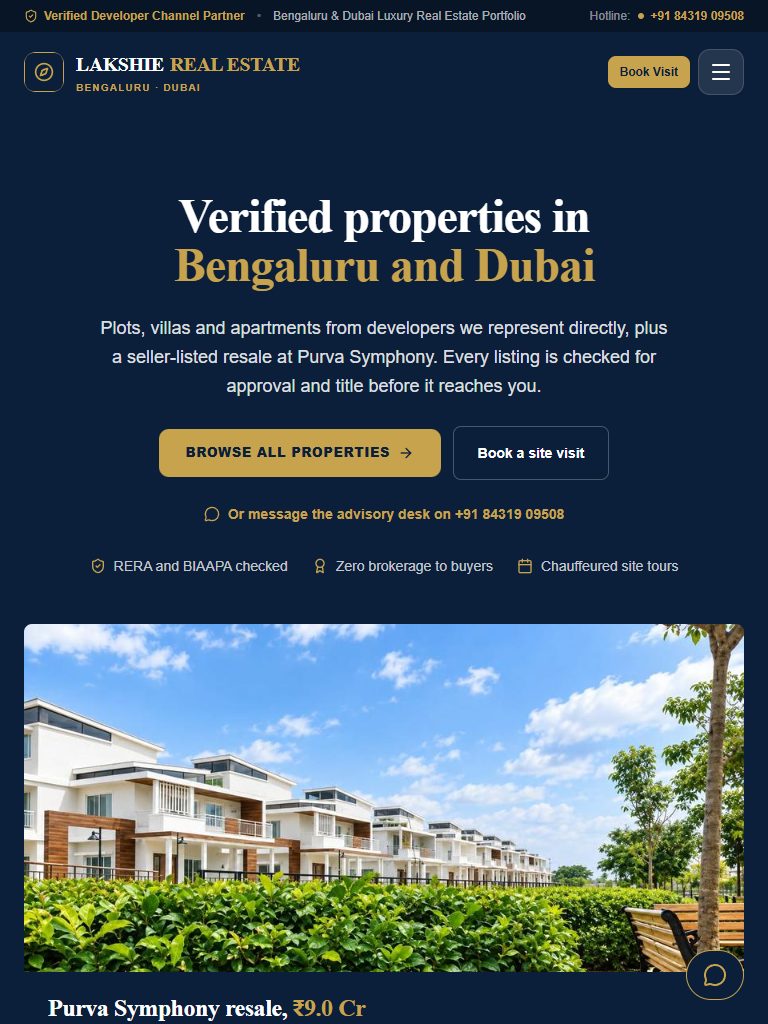 Verified Developer Channel Partner • Bengaluru & Dubai Luxury Real Estate Portfolio Hotline: • +91 84319 09508
LAKSHIE REAL ESTATE
BENGALURU · DUBAI
Book Visit
Verified properties in
Bengaluru and Dubai
Plots, villas and apartments from developers we represent directly, plus
a seller-listed resale at Purva Symphony. Every listing is checked for
approval and title before it reaches you.
BROWSE ALL PROPERTIES →
Book a site visit
Or message the advisory desk on +91 84319 09508
RERA and BIAAPA checked Zero brokerage to buyers Chauffeured site tours
Purva Symphony resale, ₹9.0 Cr